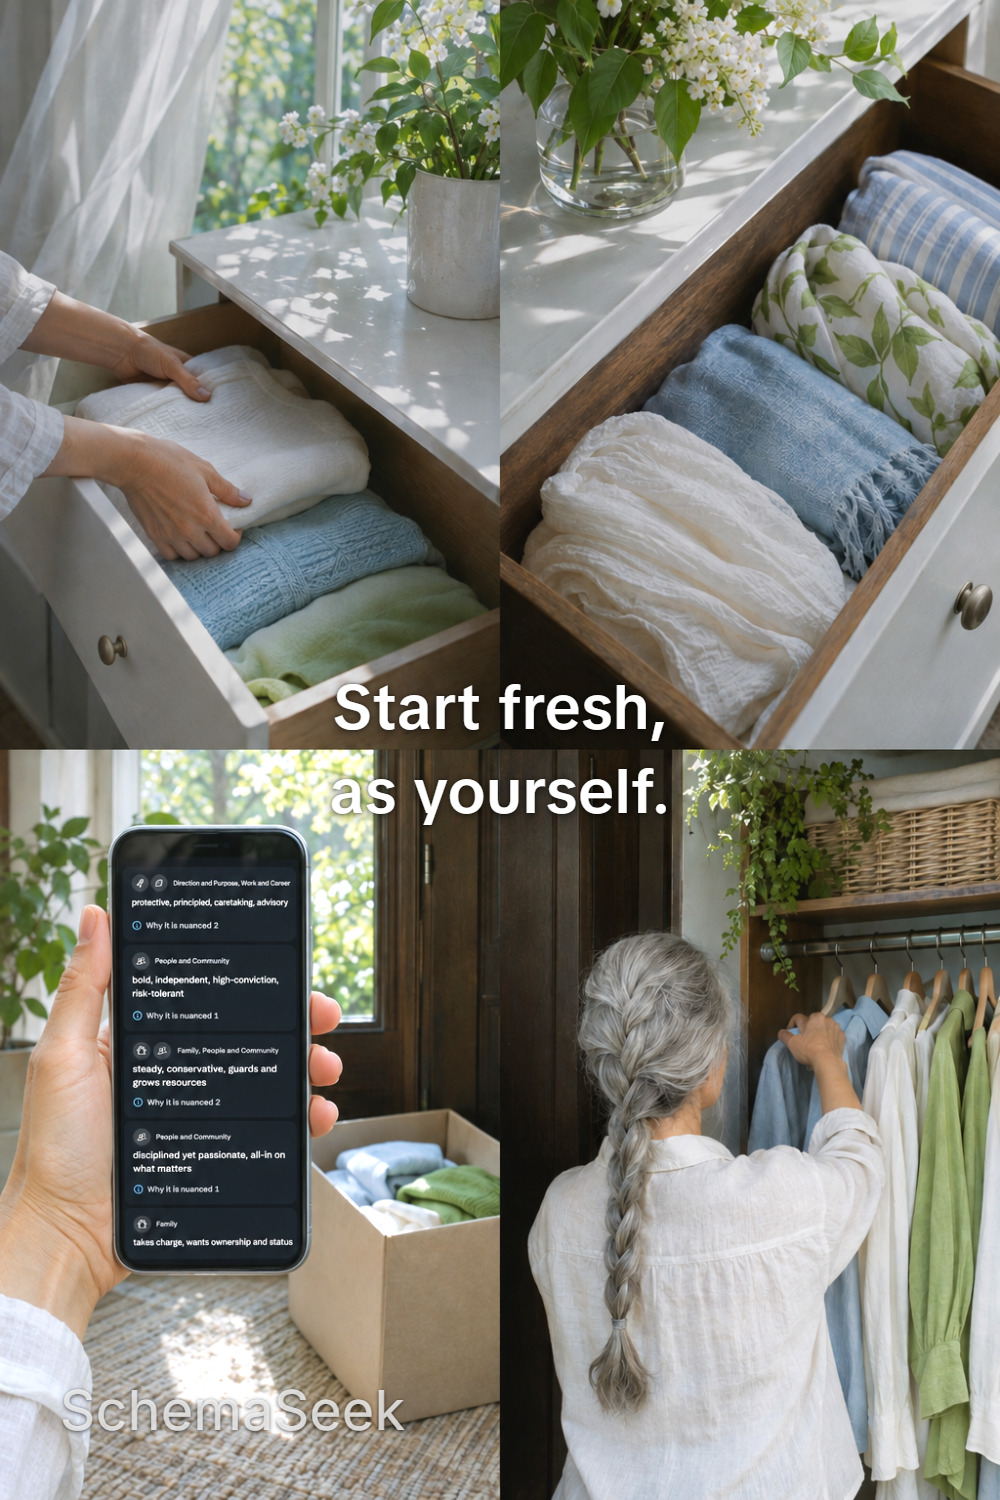 Start fresh,
as yourself.
Direction and Purpose, Work and Career
protective, principled, caretaking, advisory
Why It is nuanced 2
People and Community
bold, independent, high-conviction,
risk-tolerant
Why It is nuanced 1
Family, People and Community
steady, conservative, guards and
grows resources
Why It is nuanced 2
People and Community
disciplined yet passionate, all-in on
what matters
Why It is nuanced 1
Family
takes charge, wants ownership and status
SchemaSeek